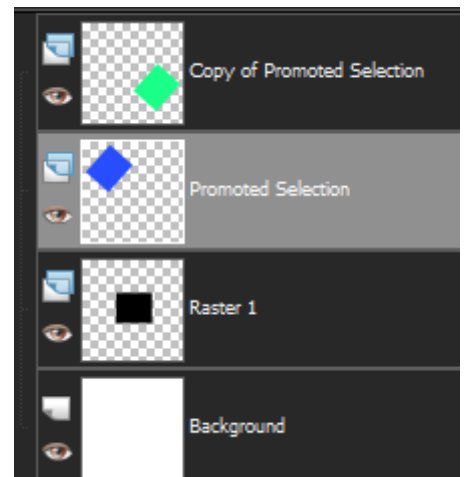 Copy of Promoted Selection
Promoted Selection
Raster 1
Background